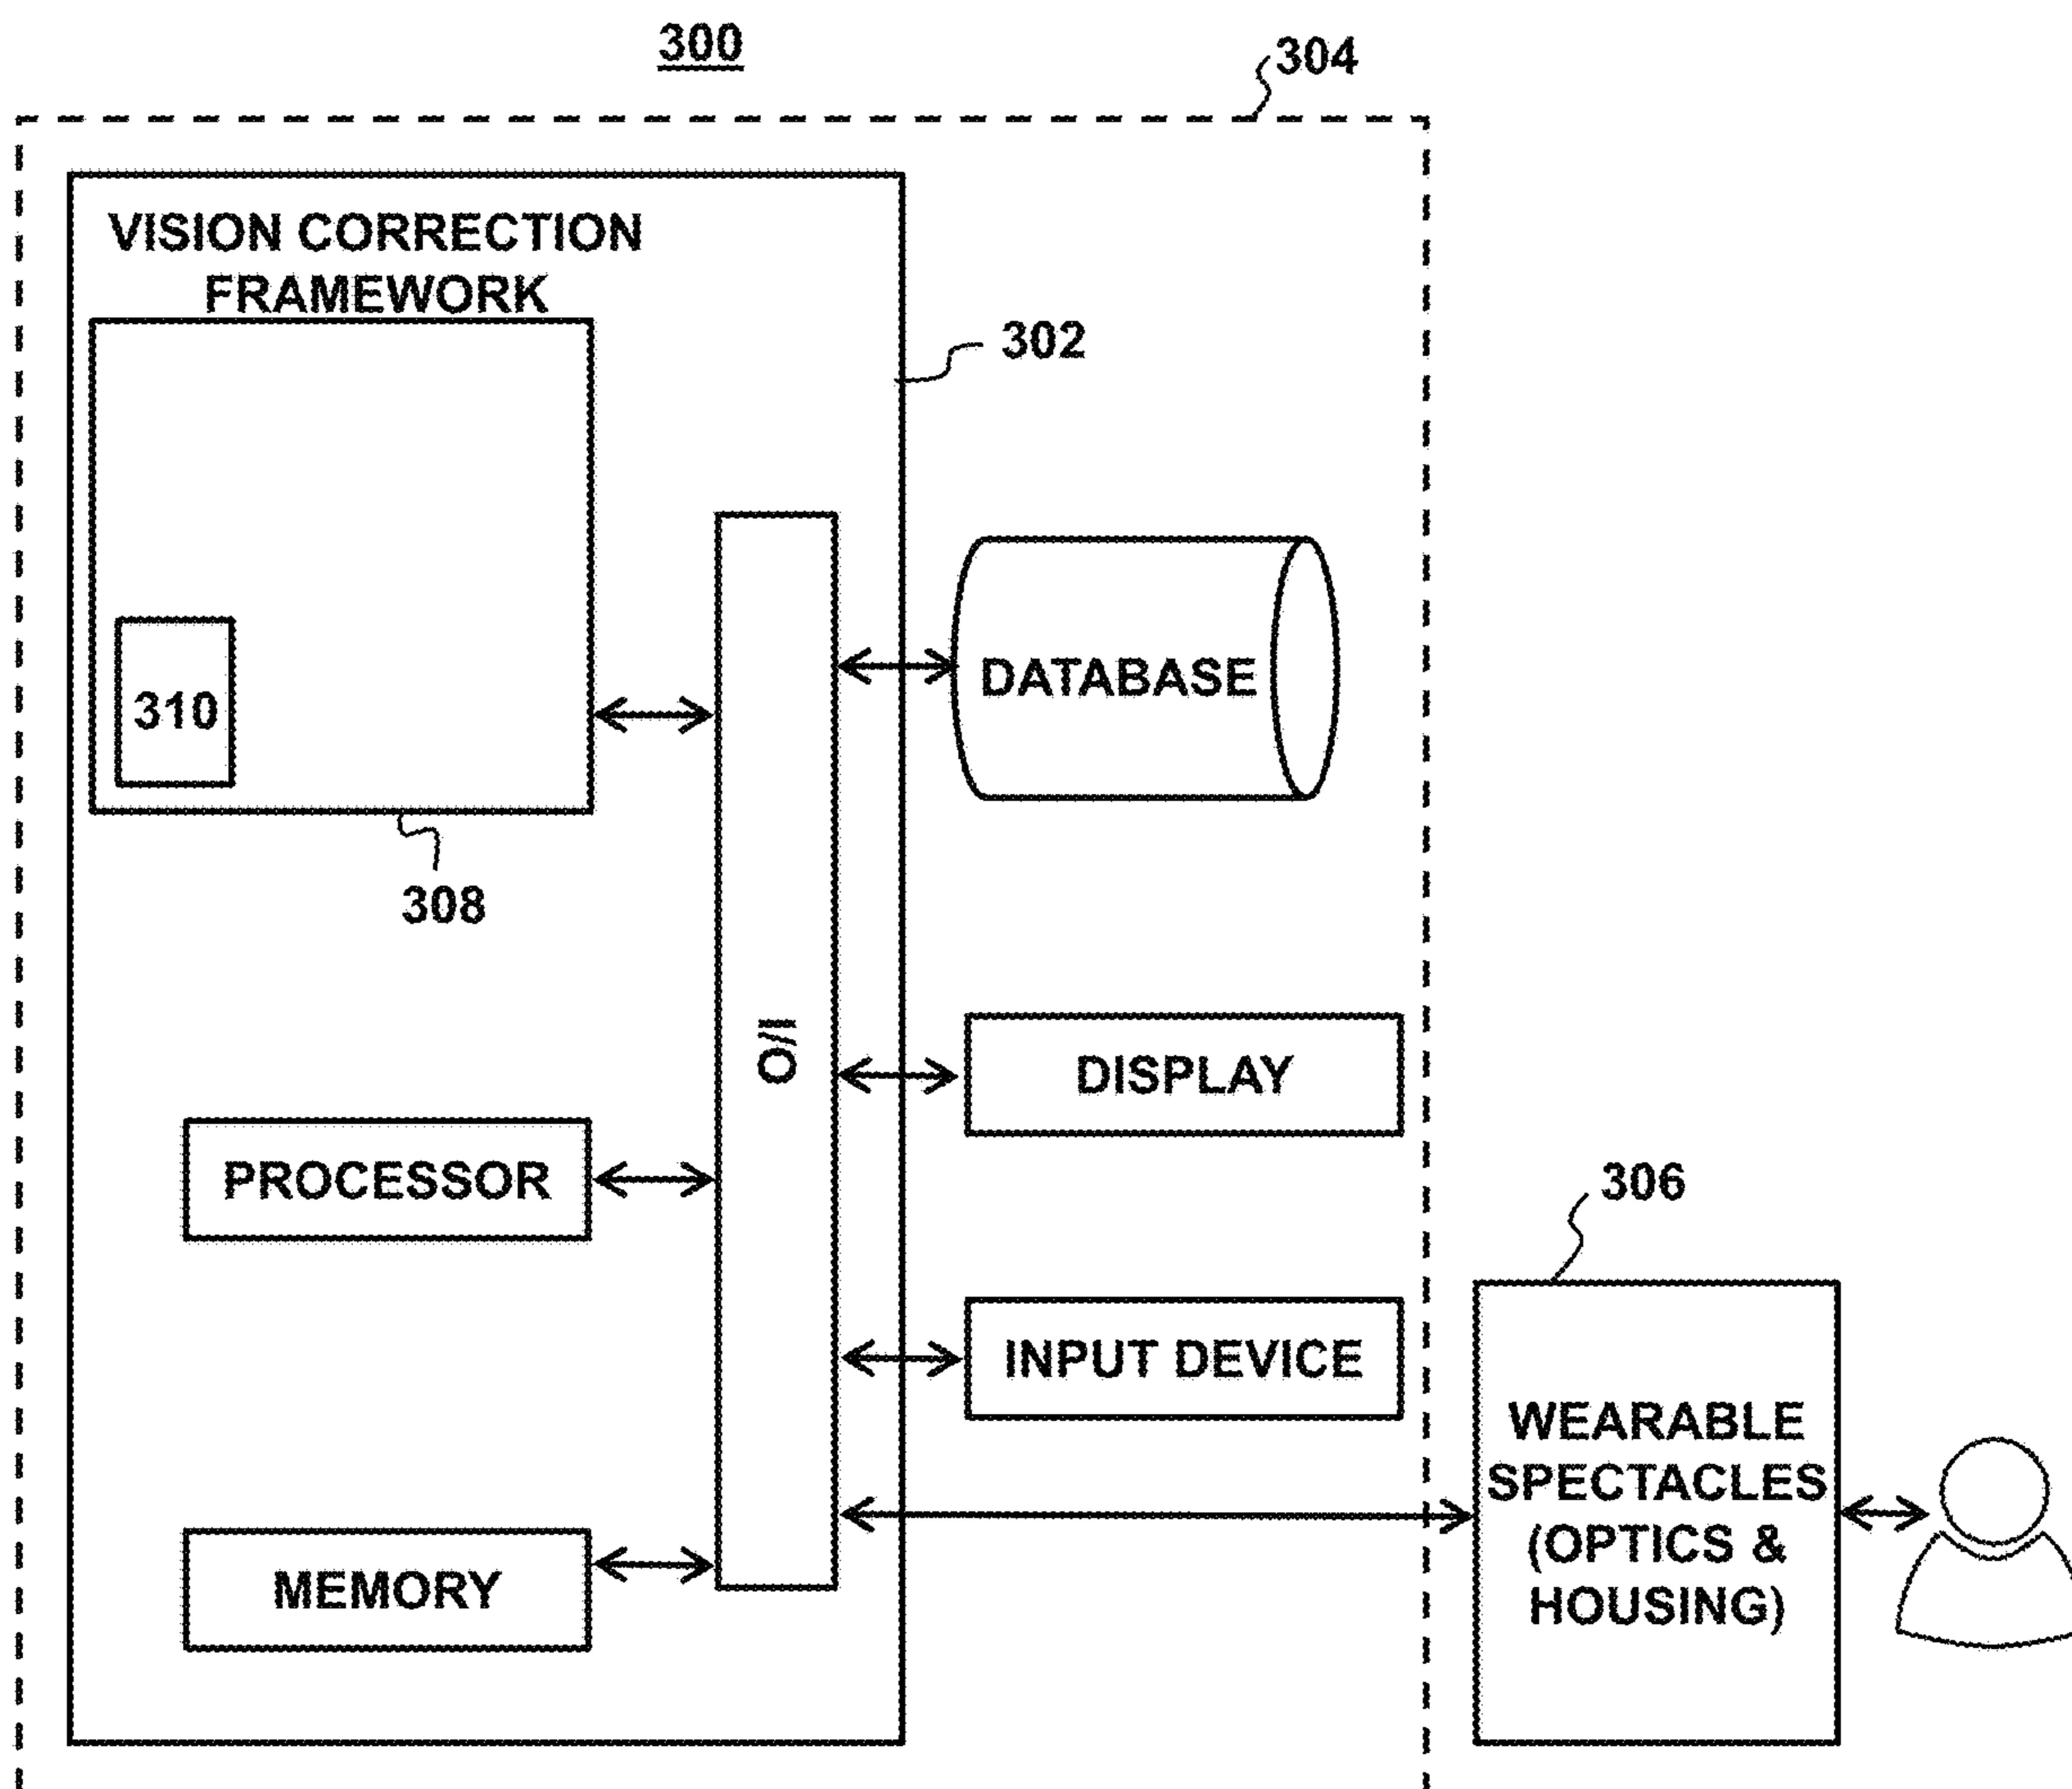 300
304
VISION CORRECTION
FRAMEWORK
302
310
DATABASE
308
O/I
DISPLAY
PROCESSOR
306
INPUT DEVICE
WEARABLE
SPECTACLES
(OPTICS &
HOUSING)
MEMORY